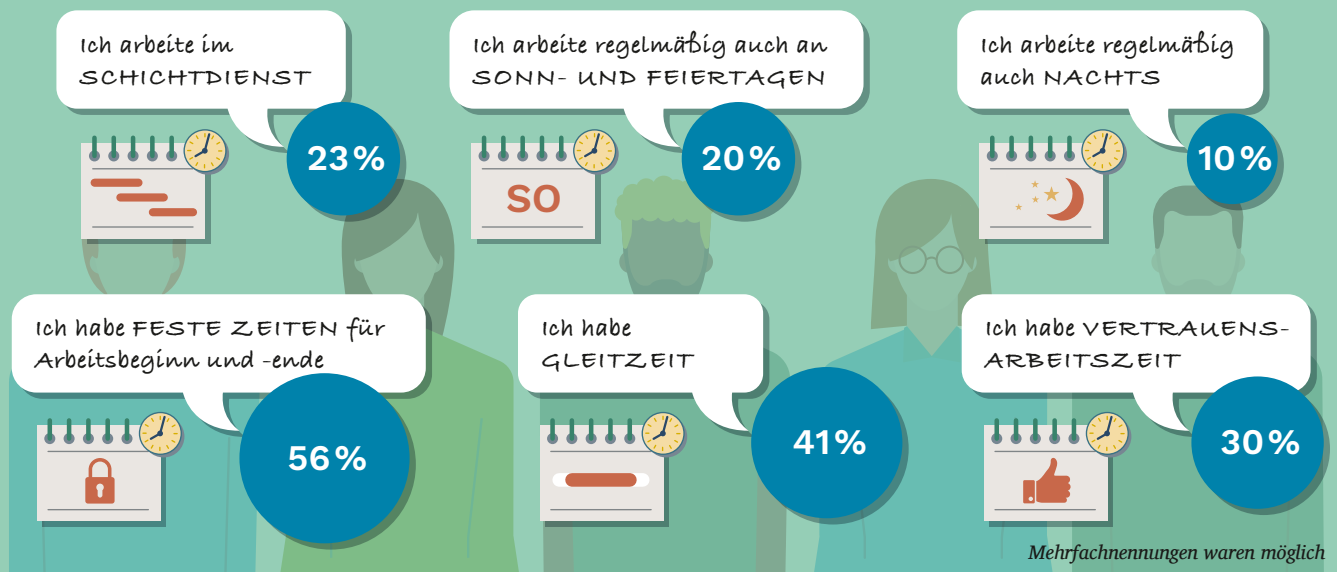 Ich arbeite im
SCHICHTDIENST
23%
Ich arbeite regelmäßig auch an
SONN- UND FEIERTAGEN
SO
20%
Ich arbeite regelmäßig
auch NACHTS
10%
Ich habe FESTE ZEITEN für
Arbeitsbeginn und -ende
56%
Ich habe
GLEITZEIT
41%
Ich habe VERTRAUENS-
ARBEITSZEIT
30%
Mehrfachnennungen waren möglich